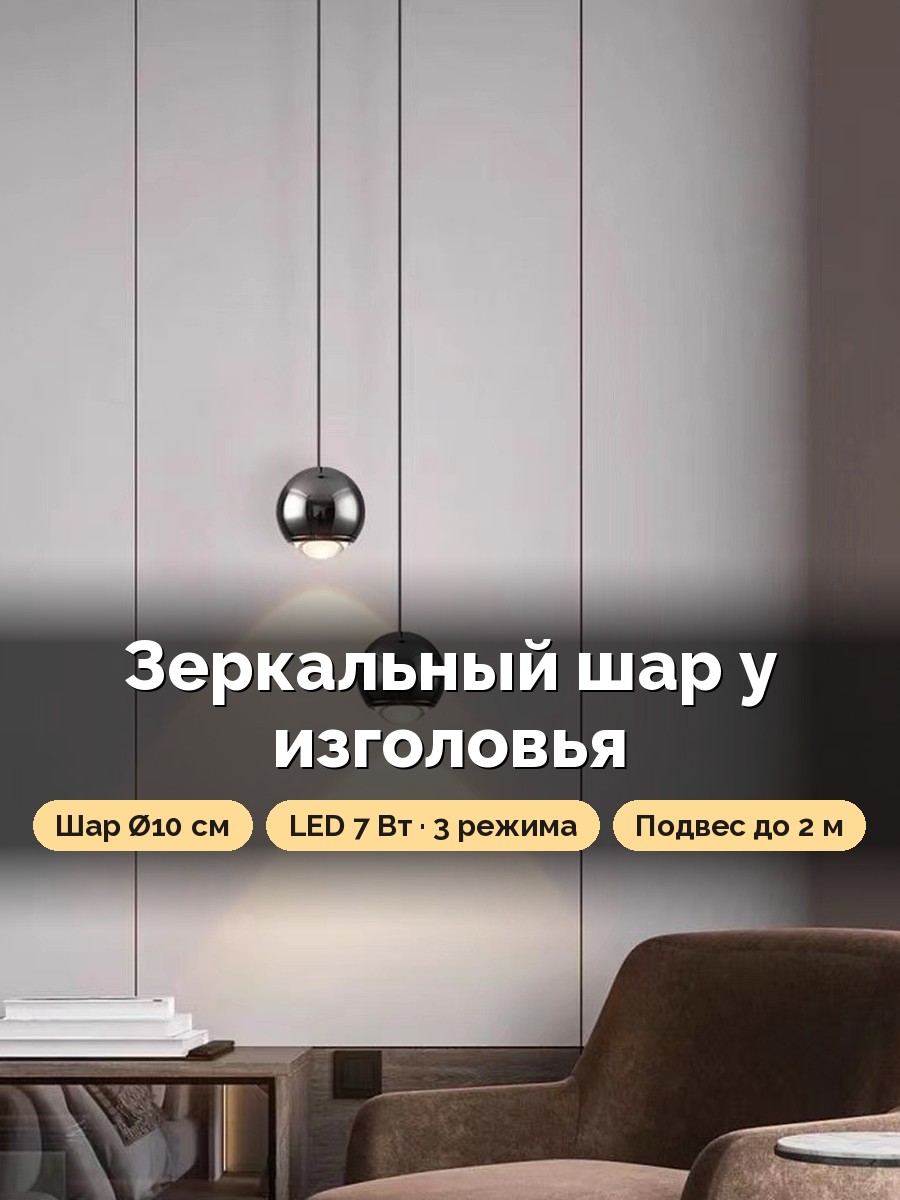 Зеркальный шар у
изголовья
Шар Ø10 см
LED 7 Вт · 3 режима
Подвес до 2 м